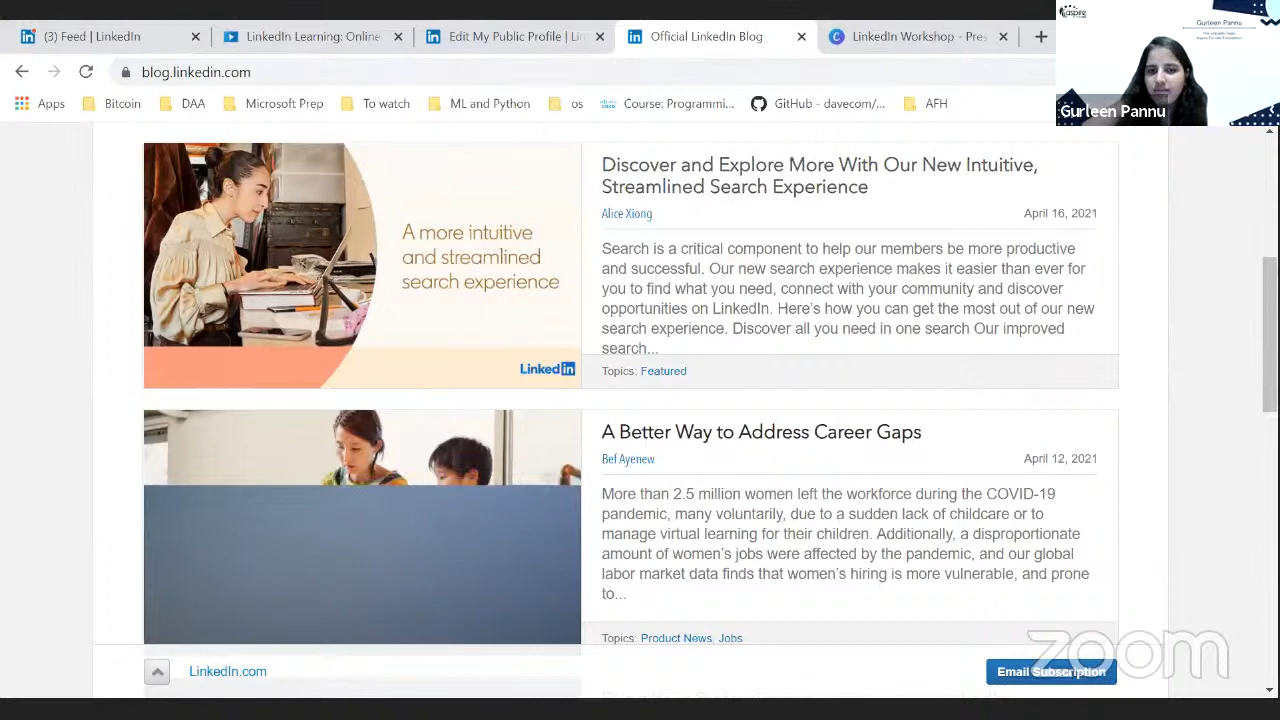 (3) Feed | LinkedIn
LinkedIn Learning: Online
Official LinkedIn Blog
LinkedIn Workshop
blog.linkedin.com
Apps
Bitcoin
DAA
Microsoft Prep
To watch
Ml and Python
os
Course: Programm...
GitHub - davecom/...
AFH
aspire
Gurleen Pannu
Gurleen Pannu
Discover and Explore More With Our New Intuitive,
Streamlined Search Experience
Alice Xiong
April 16, 2021
A more intuitive
and streamlined
search experience
LinkedIn
Search is a critical component to help our members be more productive
and successful. Our new search experience makes it easier than ever for
you to find what you need, connect with your community and discover
opportunities on LinkedIn. Here's how you can get the most out of our new
search experience. Discover all you need in one search Our improved
search...
Topics: Featured
A Better Way to Address Career Gaps
Bef Ayenew
April 12, 2021
More than 2.5 million women left the workforce during the COVID-19
pandemic, many voluntarily, due to a sudden lack of childcare or to
manage virtual learning for their children. Additionally, a disproportionate
amount of women's jobs were affected by the pandemic, and our global
labor market data finds that women's hiring is more vulnerable, and prone
to...
Topics: Product News, Jobs
LinkedIn.com
Email Subscription
zoom